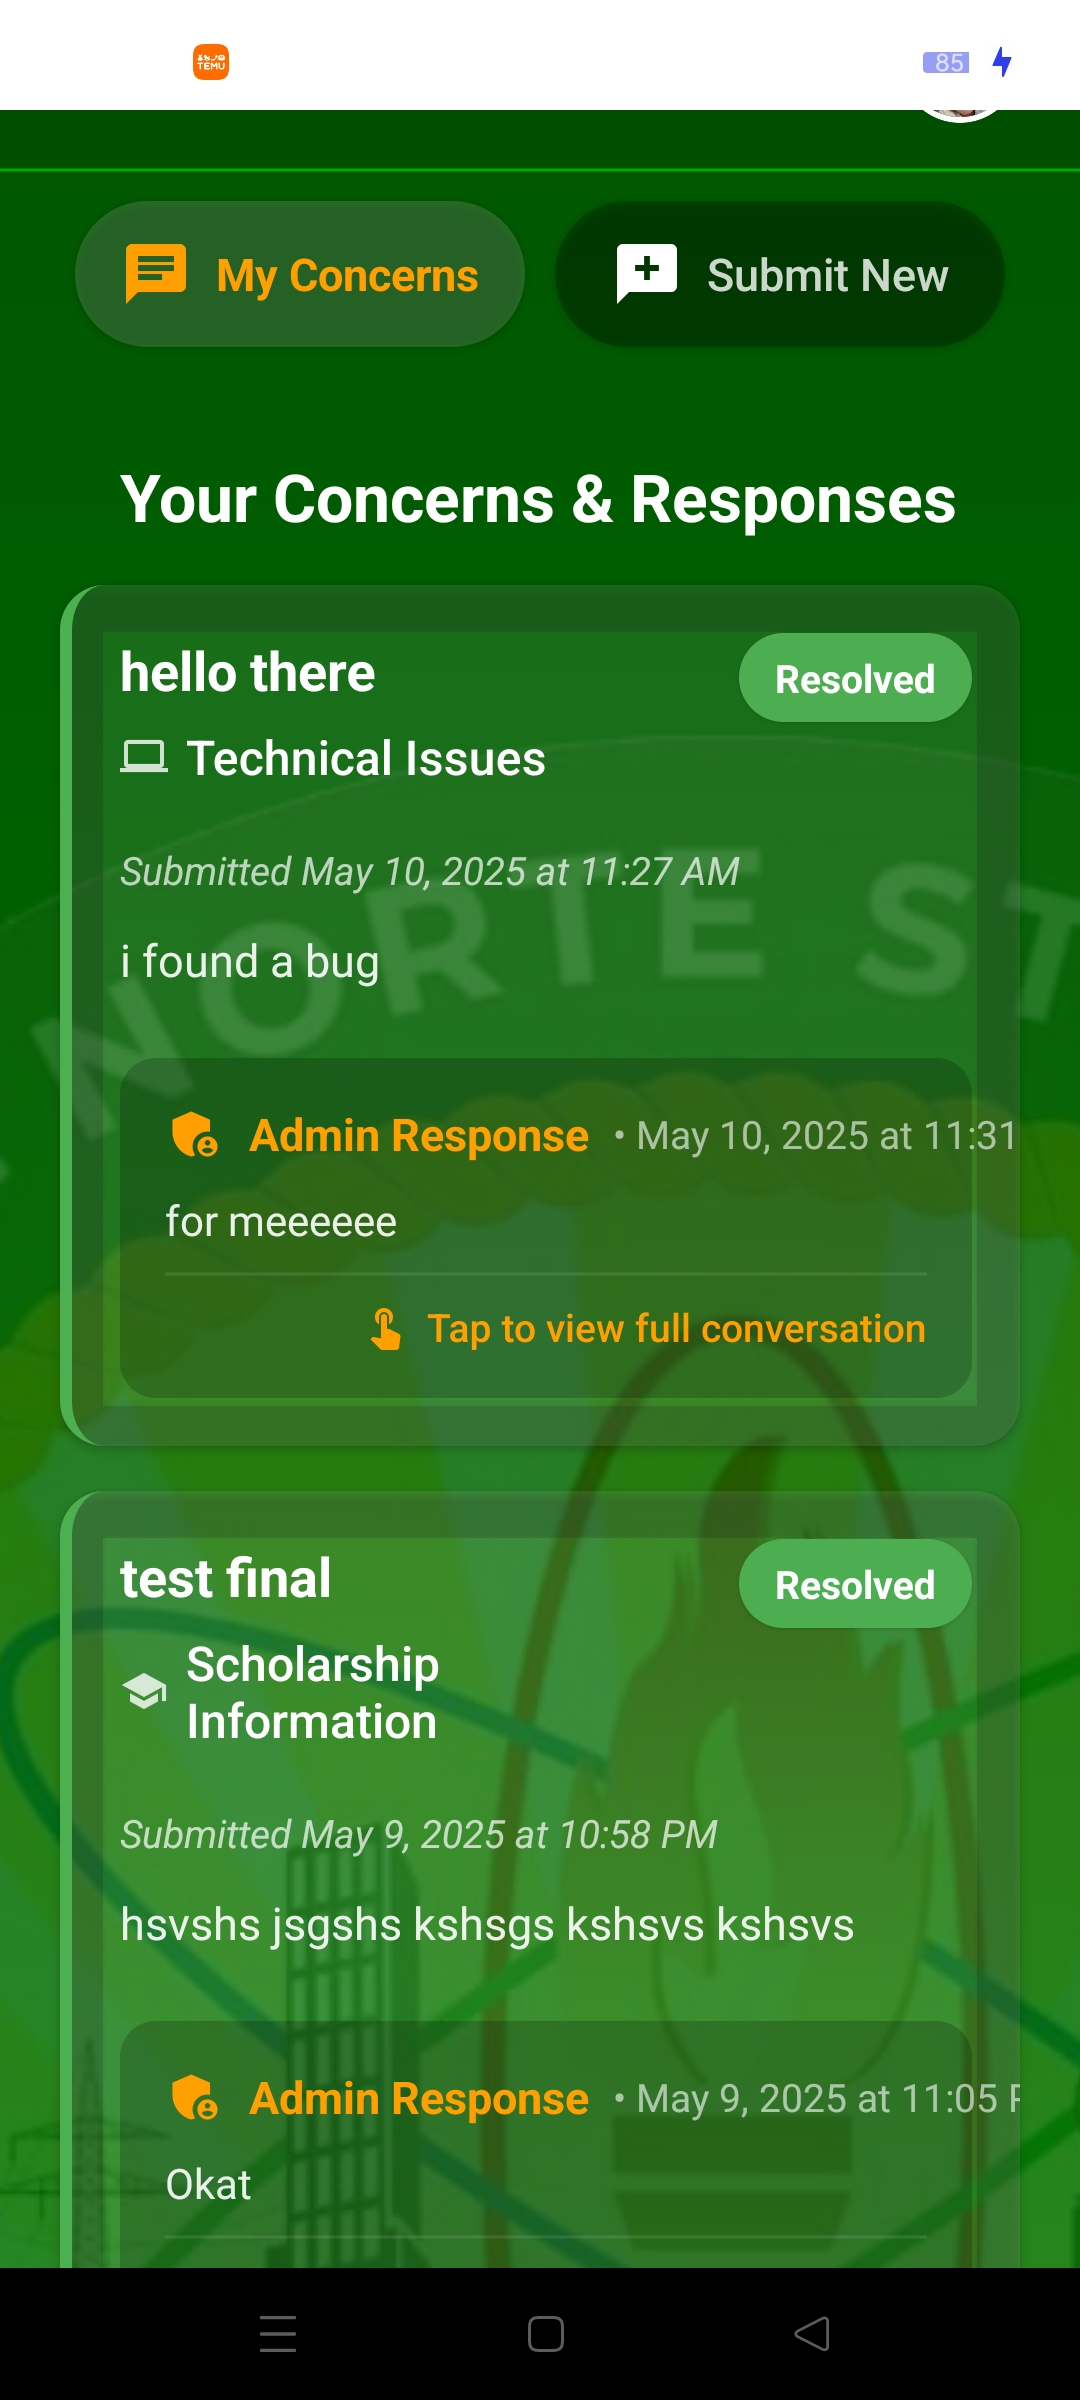 TEMU
85
My Concerns
Submit New
Your Concerns & Responses
hello there
Resolved
Technical Issues
Submitted May 10, 2025 at 11:27 AM
i found a bug
NORTE ST
Admin Response • May 10, 2025 at 11:31
for meeeeee
Tap to view full conversation
test final
Resolved
Scholarship
Information
Submitted May 9, 2025 at 10:58 PM
hsvshs jsgshs kshsgs kshsvs kshsvs
Admin Response • May 9, 2025 at 11:05
Okat